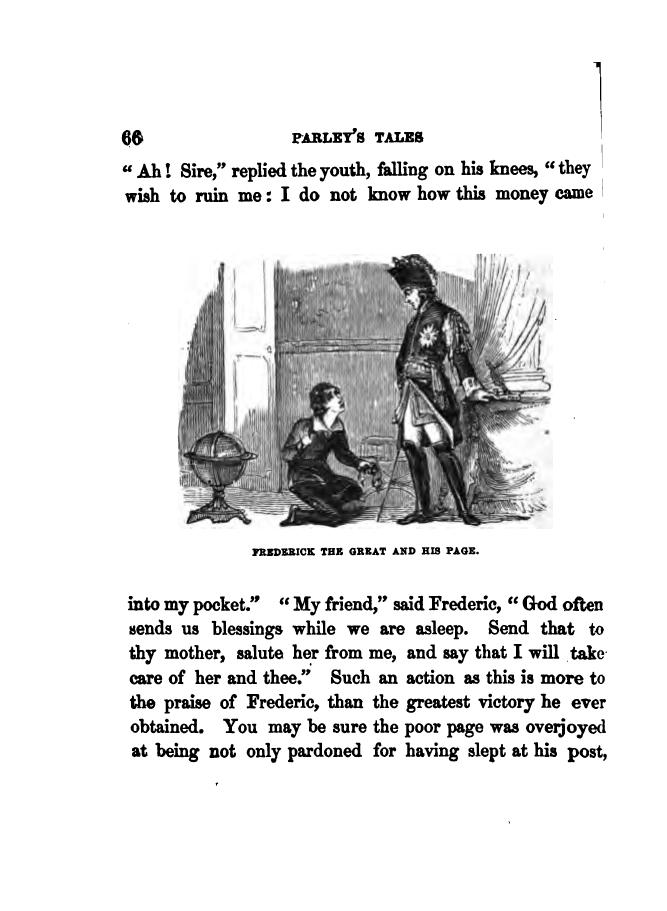 66 PARLEY'S TALES
“ Ah! Sire,” replied the youth, falling on his knees, “ they
wish to ruin me : I do not know how this money came
FREDERICK THE GREAT AND HIS PAGE.
into my pocket.” “ My friend,” said Frederic, “ God often
sends us blessings while we are asleep. Send that to
thy mother, salute her from me, and say that I will take
care of her and thee.” Such an action as this is more to
the praise of Frederic, than the greatest victory he ever
obtained. You may be sure the poor page was overjoyed
at being not only pardoned for having slept at his post,